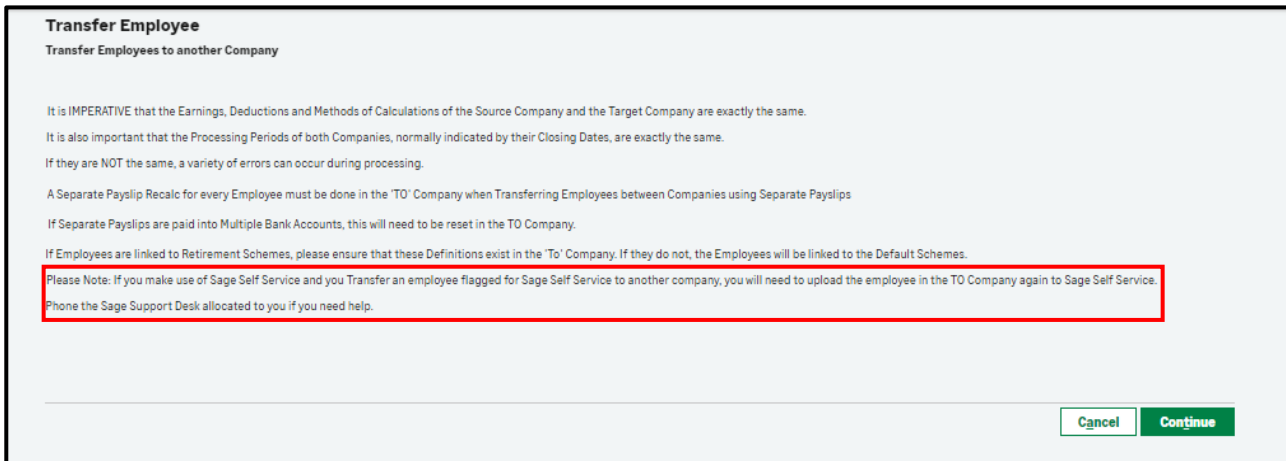 Transfer Employee
Transfer Employees to another Company
It is IMPERATIVE that the Earnings, Deductions and Methods of Calculations of the Source Company and the Target Company are exactly the same.
It is also important that the Processing Periods of both Companies, normally indicated by their Closing Dates, are exactly the same.
If they are NOT the same, a variety of errors can occur during processing.
A Separate Payslip Recalc for every Employee must be done in the 'TO' Company when Transferring Employees between Companies using Separate Payslips
If Separate Payslips are paid into Multiple Bank Accounts, this will need to be reset in the TO Company.
If Employees are linked to Retirement Schemes, please ensure that these Definitions exist in the 'To' Company. If they do not, the Employees will be linked to the Default Schemes.
Please Note: If you make use of Sage Self Service and you Transfer an employee flagged for Sage Self Service to another company, you will need to upload the employee in the TO Company again to Sage Self Service.
Phone the Sage Support Desk allocated to you if you need help.
Cancel Continue